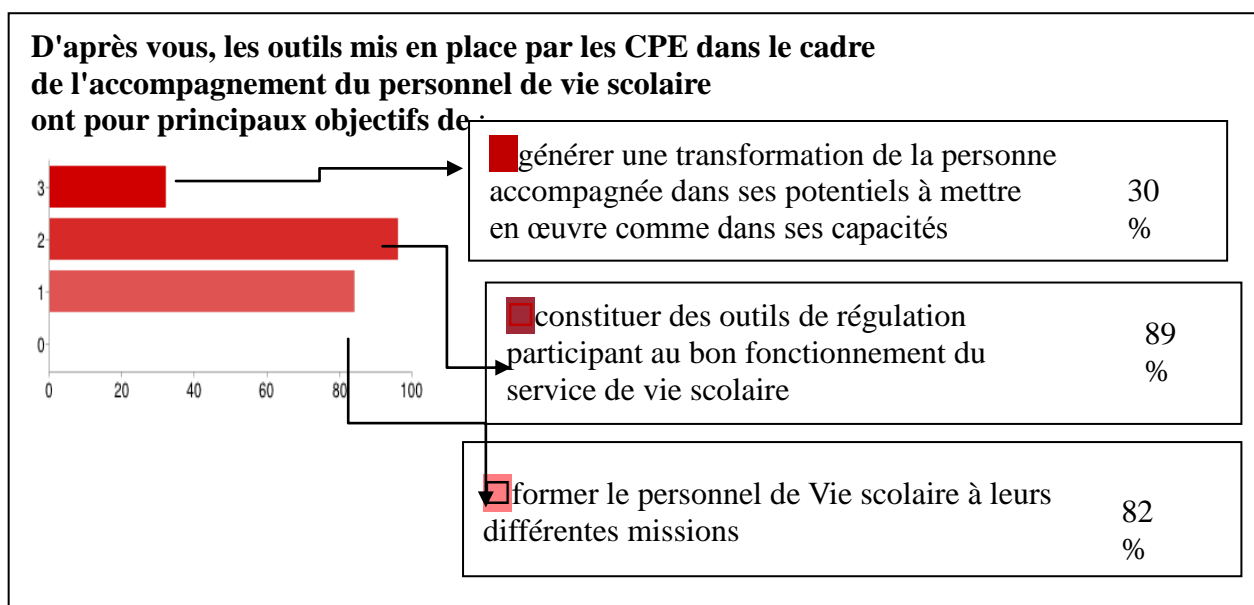 D'après vous, les outils mis en place par les CPE dans le cadre
de l'accompagnement du personnel de vie scolaire
ont pour principaux objectifs de :
générer une transformation de la personne
accompagnée dans ses potentiels à mettre
en œuvre comme dans ses capacités
30
%
constituer des outils de régulation
participant au bon fonctionnement du
service de vie scolaire
89
%
former le personnel de Vie scolaire à leurs
différentes missions
82
%
3
2
1
0
0 20 40 60 80 100